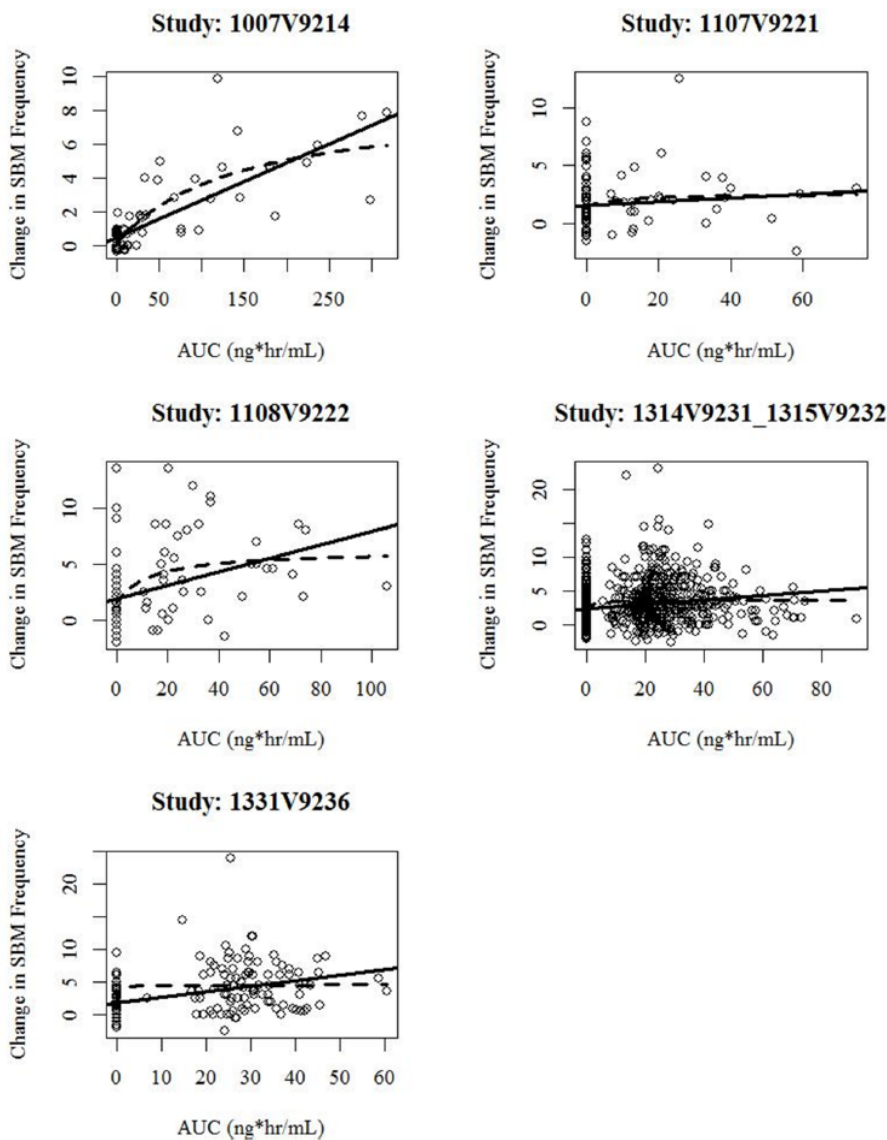 Study: 1007V9214
Change in SBM Frequency
10
8
6
4
2
0
0 50 150 250
AUC (ng*hr/mL)
Study: 1107V9221
Change in SBM Frequency
10
5
0
0 20 40 60
AUC (ng*hr/mL)
Study: 1108V9222
Change in SBM Frequency
10
5
0
0 20 40 60 80 100
AUC (ng*hr/mL)
Study: 1314V9231_1315V9232
Change in SBM Frequency
20
10
5
0
0 20 40 60 80
AUC (ng*hr/mL)
Study: 1331V9236
Change in SBM Frequency
20
10
5
0
0 10 20 30 40 50 60
AUC (ng*hr/mL)